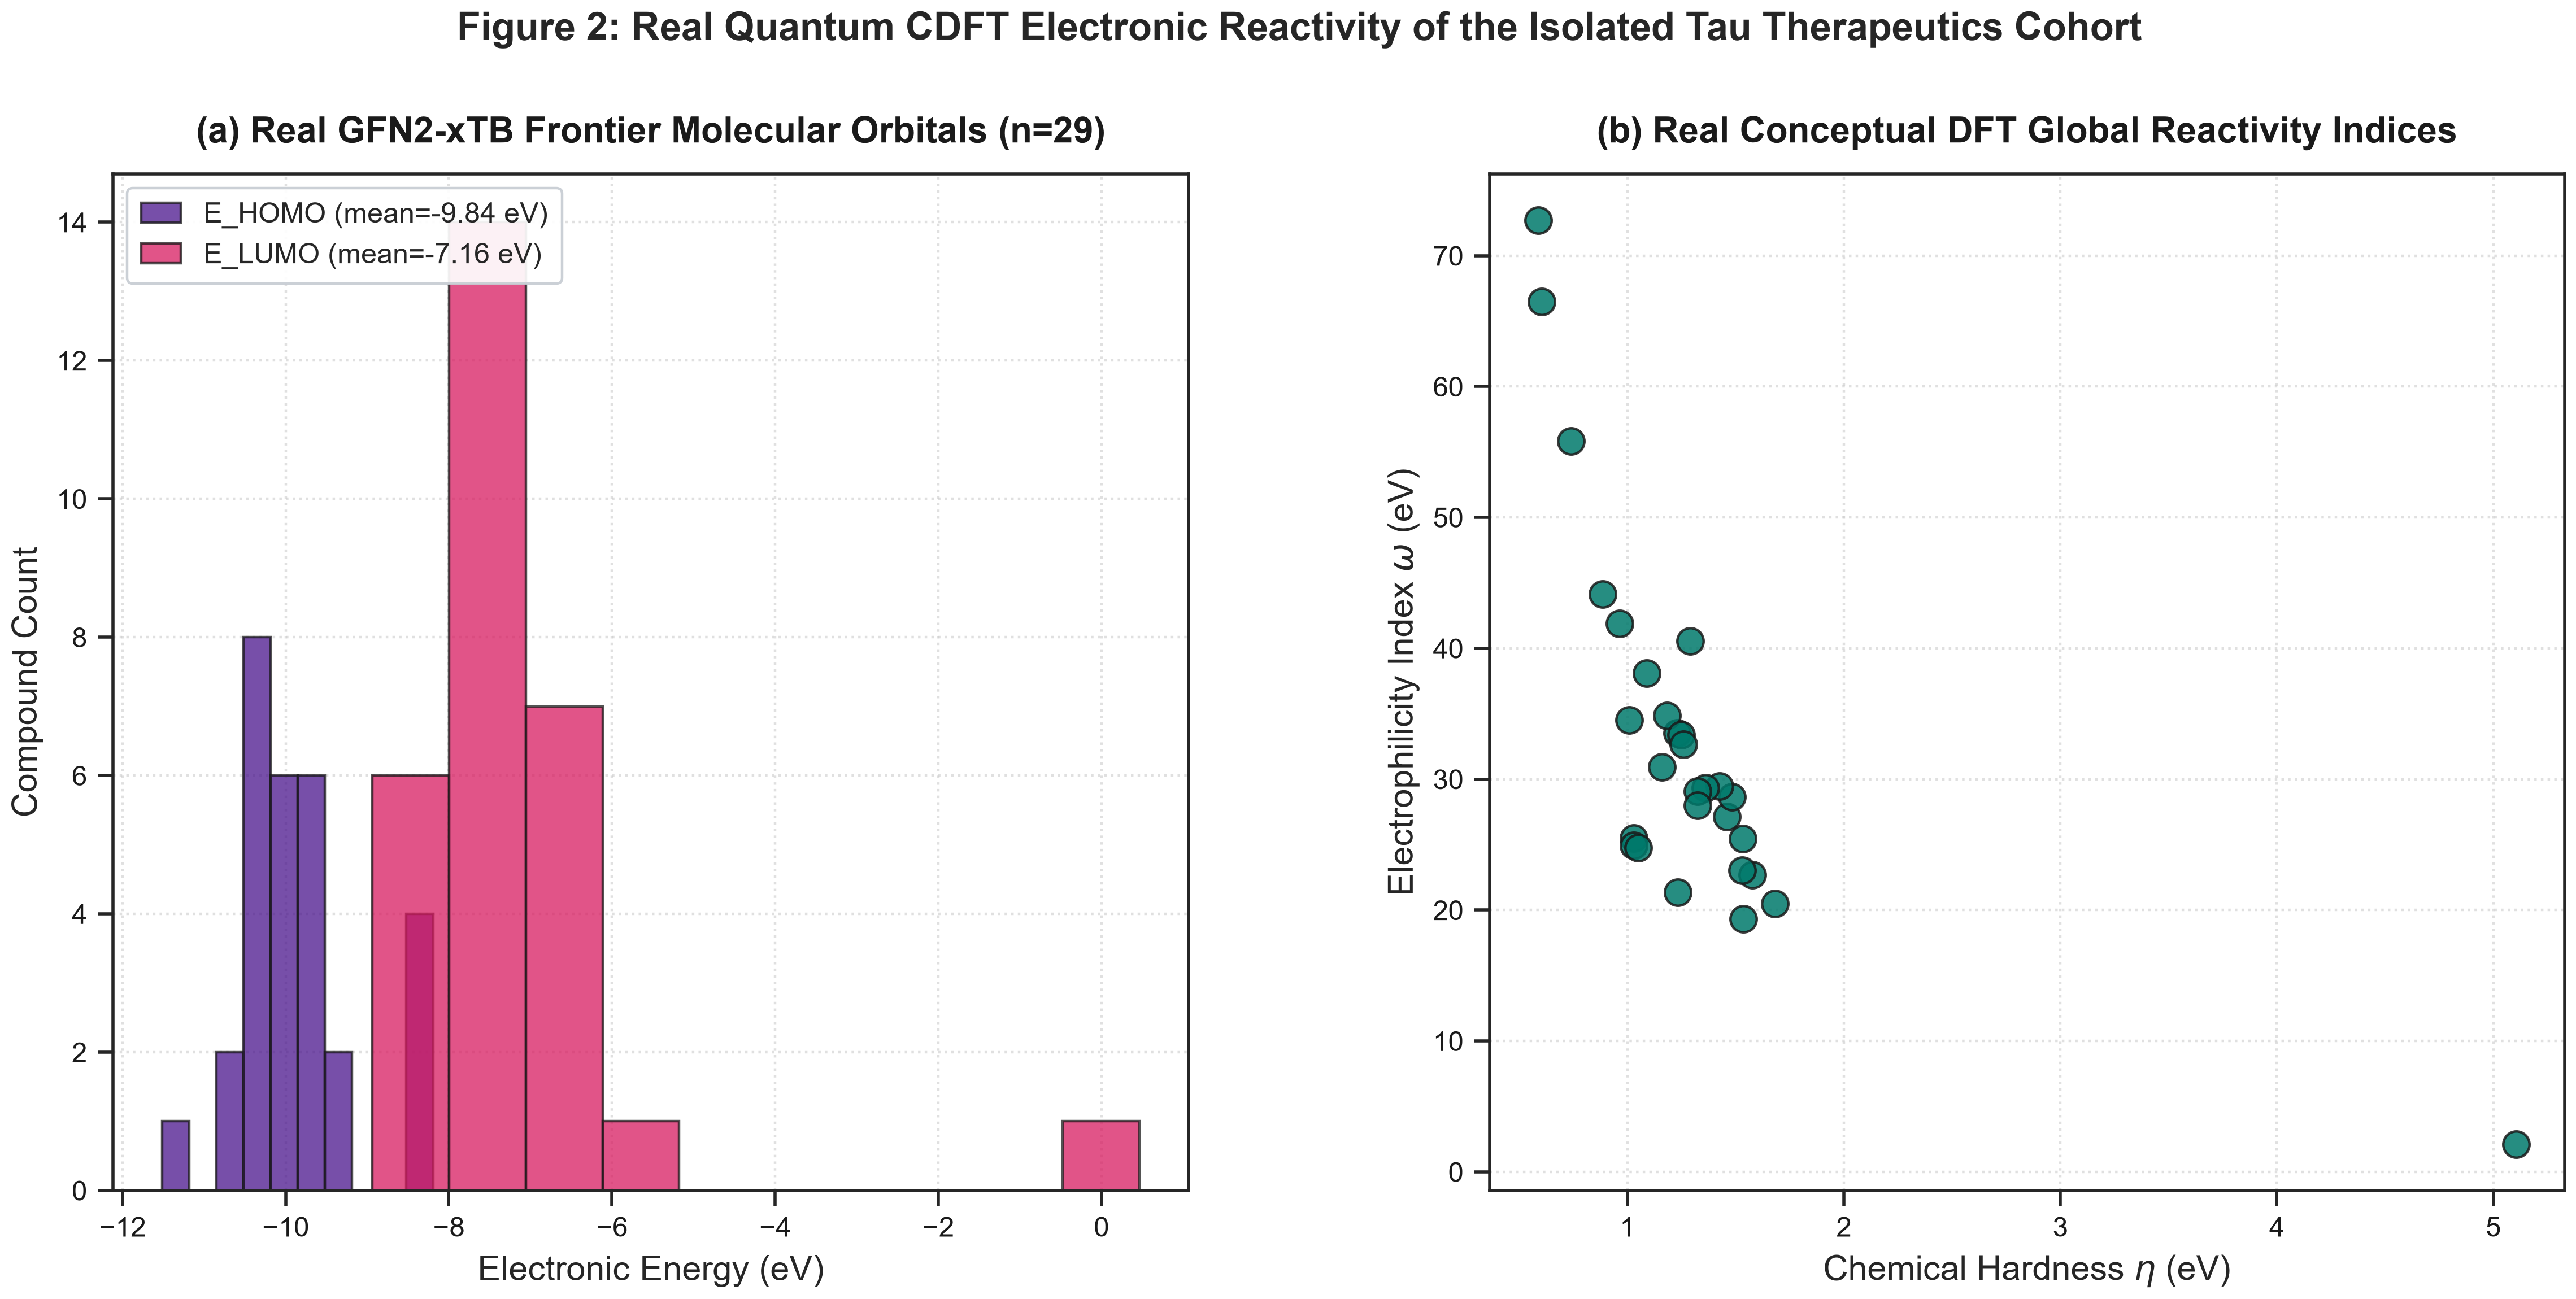 Figure 2: Real Quantum CDFT Electronic Reactivity of the Isolated Tau Therapeutics Cohort
(a) Real GFN2-xTB Frontier Molecular Orbitals (n=29)
E_HOMO (mean=-9.84 eV)
E_LUMO (mean=-7.16 eV)
Compound Count
14
12
10
8
6
4
2
0
−12 −10 −8 −6 −4 −2 0
Electronic Energy (eV)
(b) Real Conceptual DFT Global Reactivity Indices
Electrophilicity Index ω (eV)
70
60
50
40
30
20
10
0
1 2 3 4 5
Chemical Hardness η (eV)